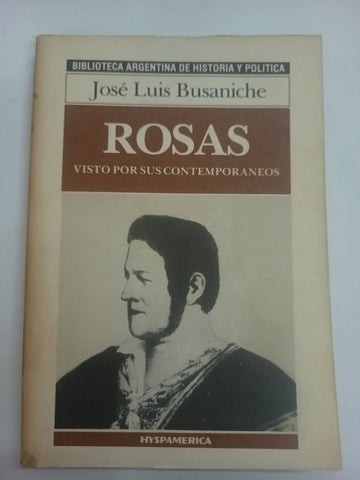 BIBLIOTECA ARGENTINA DE HISTORIA Y POLITICA
José Luis Busaniche
ROSAS
VISTO POR SUS CONTEMPORANEOS
HYSPAMERICA